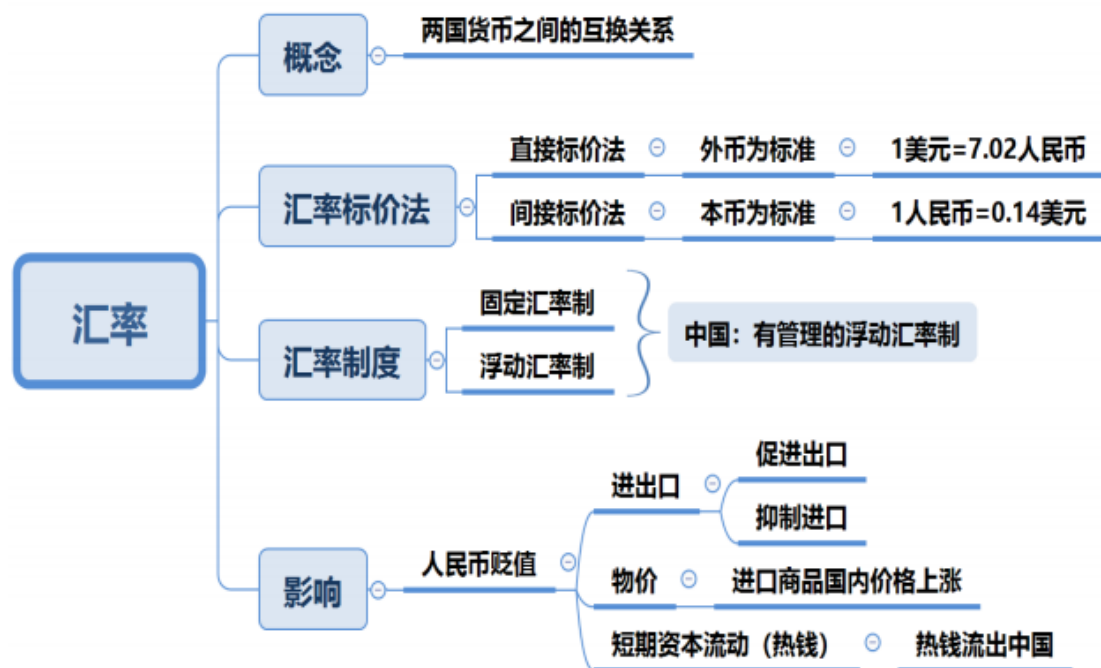 汇率
概念
两国货币之间的互换关系
汇率标价法
直接标价法
外币为标准
1美元=7.02人民币
间接标价法
本币为标准
1人民币=0.14美元
汇率制度
固定汇率制
浮动汇率制
中国：有管理的浮动汇率制
影响
人民币贬值
进出口
促进出口
抑制进口
物价
进口商品国内价格上涨
短期资本流动（热钱）
热钱流出中国